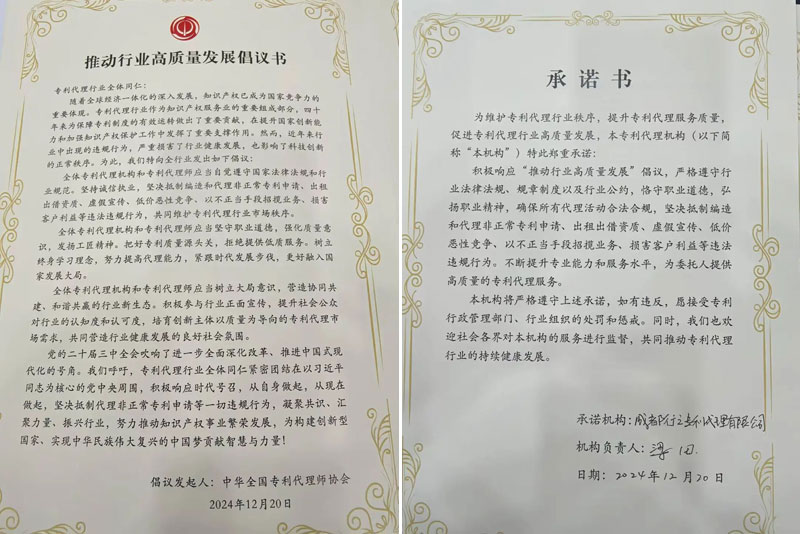 推动行业高质量发展倡议书
专利代理行业全体同仁:
随着全球经济一体化的深入发展,知识产权已成为国家竞争力的
重要体现。专利代理行业作为知识产权服务业的重要组成部分,四十
年来为保障专利制度的有效运转做出了重要贡献,在提升国家创新能
力和加强知识产权保护工作中发挥了重要支撑作用。然而,近年来行
业中出现的违规行为,严重损害了行业健康发展,也影响了科技创新
的正常秩序。为此,我们特向全行业发出如下倡议:
全体专利代理机构和专利代理师应当自觉遵守国家法律法规和行
业规范。坚持诚信执业,坚决抵制编造和代理非正常专利申请、出租
出借资质、虚假宣传、低价恶性竞争、以不正当手段招揽业务、损害
客户利益等违法违规行为,共同维护专利代理行业市场秩序。
全体专利代理机构和专利代理师应当坚守职业道德,强化质量意
识,发扬工匠精神。把好专利质量源头关,拒绝提供低质服务。树立
终身学习理念,努力提高代理能力,紧跟时代发展步伐,更好融入国
家发展大局。
全体专利代理机构和专利代理师应当树立大局意识,营造协同共
建、和谐共赢的行业新生态。积极参与行业正面宣传,提升社会公众
对行业的认知度和认可度,培育创新主体以质量为导向的专利代理市
场需求,共同营造行业健康发展的良好社会氛围。
党的二十届三中全会吹响了进一步全面深化改革、推进中国式现
代化的号角。我们呼吁,专利代理行业全体同仁紧密团结在以习近平
同志为核心的党中央周围,积极响应时代号召,从自身做起,从现在
做起,坚决抵制代理非正常专利申请等一切违规行为,凝聚共识、汇
聚力量、振兴行业,努力推动知识产权事业繁荣发展,为构建创新型
国家、实现中华民族伟大复兴的中国梦贡献智慧与力量!
倡议发起人:中华全国专利代理师协会
2024年12月20日
承诺书
为维护专利代理行业秩序,提升专利代理服务质量,
促进专利代理行业高质量发展,本专利代理机构(以下简
称“本机构”)特此郑重承诺:
积极响应“推动行业高质量发展”倡议,严格遵守行
业法律法规、规章制度以及行业公约,恪守职业道德,弘
扬职业精神,确保所有代理活动合法合规,坚决抵制编造
和代理非正常专利申请、出租出借资质、虚假宣传、低价
恶性竞争、以不正当手段招揽业务、损害客户利益等违法
违规行为。不断提升专业能力和服务水平,为委托人提供
高质量的专利代理服务。
本机构将严格遵守上述承诺,如有违反,愿接受专利
行政管理部门、行业组织的处罚和惩戒。同时,我们也欢
迎社会各界对本机构的服务进行监督,共同推动专利代理
行业的持续健康发展。
承诺机构:成都行之专利代理有限公司
机构负责人:梁田
日期:2024年12月20日